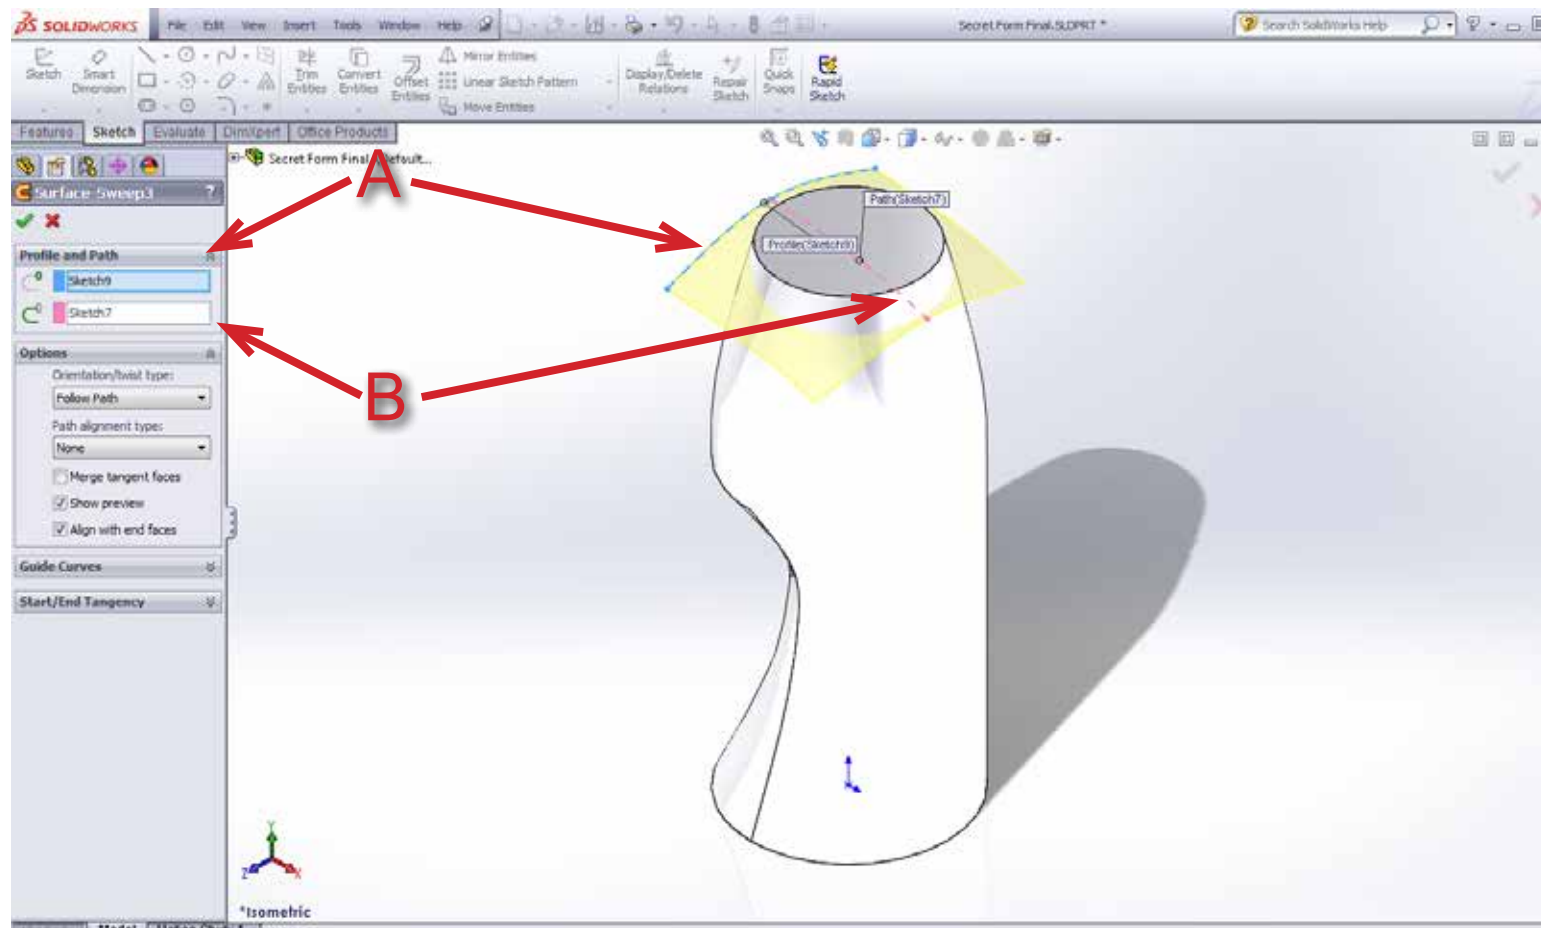 SOLIDWORKS File Edit View Insert Tools Window Help Secret Form Final.SLDPRT * Search SolidWorks Help
Sketch Smart Dimension Trim Entities Convert Entities Offset Entities Mirror Entities Linear Sketch Pattern Move Entities Display/Delete Relations Repair Sketch Quick Snaps Rapid Sketch
Features Sketch Evaluate DimXpert Office Products
Secret Form Final
A
Surface-Sweep3 ?
Path(Sketch7)
Profile(Sketch9)
Profile and Path
Sketch9
Sketch7
B
Options
Orientation/twist type:
Follow Path
Path alignment type:
None
Merge tangent faces
Show preview
Align with end faces
Guide Curves
Start/End Tangency
Y
Z X
*Isometric
Model